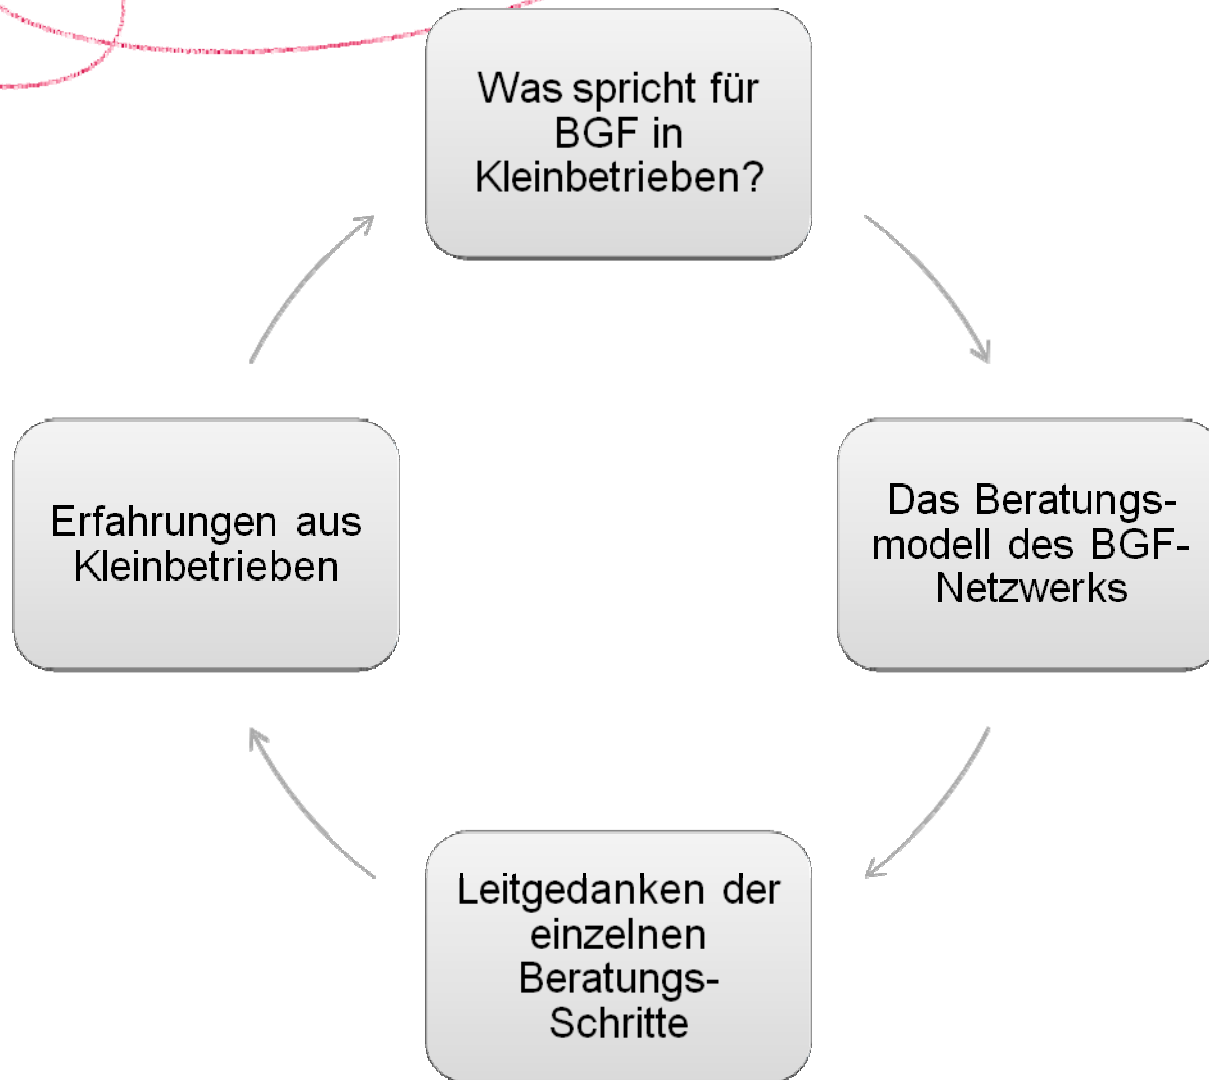 Was spricht für
BGF in
Kleinbetrieben?
Das Beratungs-
modell des BGF-
Netzwerks
Leitgedanken der
einzelnen
Beratungs-
Schritte
Erfahrungen aus
Kleinbetrieben